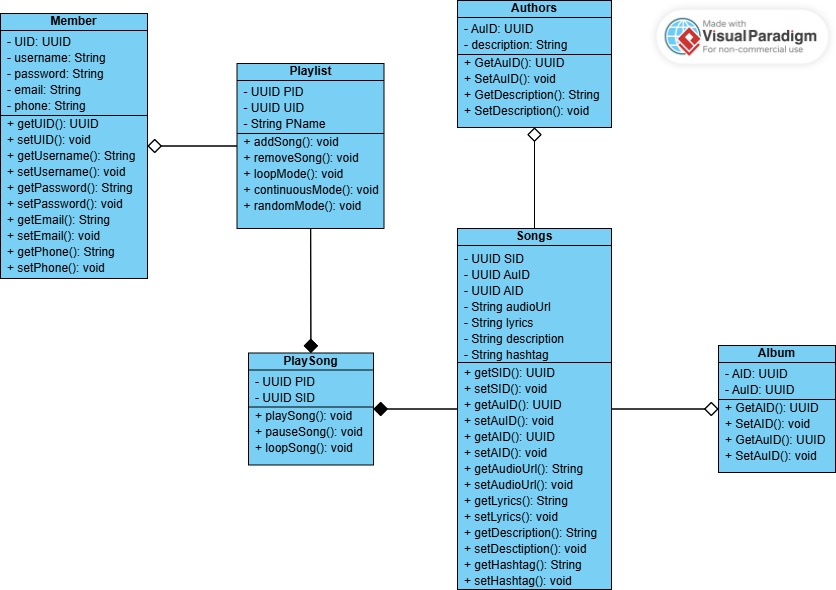 Member
- UID: UUID
- username: String
- password: String
- email: String
- phone: String
+ getUID(): UUID
+ setUID(): void
+ getUsername(): String
+ setUsername(): void
+ getPassword(): String
+ setPassword(): void
+ getEmail(): String
+ setEmail(): void
+ getPhone(): String
+ setPhone(): void
Playlist
- UUID PID
- UUID UID
- String PName
+ addSong(): void
+ removeSong(): void
+ loopMode(): void
+ continuousMode(): void
+ randomMode(): void
Authors
- AuID: UUID
- description: String
+ GetAuID(): UUID
+ SetAuID(): void
+ GetDescription(): String
+ SetDescription(): void
Made with
VisualParadigm
For non-commercial use
PlaySong
- UUID PID
- UUID SID
+ playSong(): void
+ pauseSong(): void
+ loopSong(): void
Songs
- UUID SID
- UUID AuID
- UUID AID
- String audioUrl
- String lyrics
- String description
- String hashtag
+ getSID(): UUID
+ setSID(): void
+ getAuID(): UUID
+ setAuID(): void
+ getAID(): UUID
+ setAID(): void
+ getAudioUrl(): String
+ setAudioUrl(): void
+ getLyrics(): String
+ setLyrics(): void
+ getDescription(): String
+ setDesctiption(): void
+ getHashtag(): String
+ setHashtag(): void
Album
- AID: UUID
- AuID: UUID
+ GetAID(): UUID
+ SetAID(): void
+ GetAuID(): UUID
+ SetAuID(): void